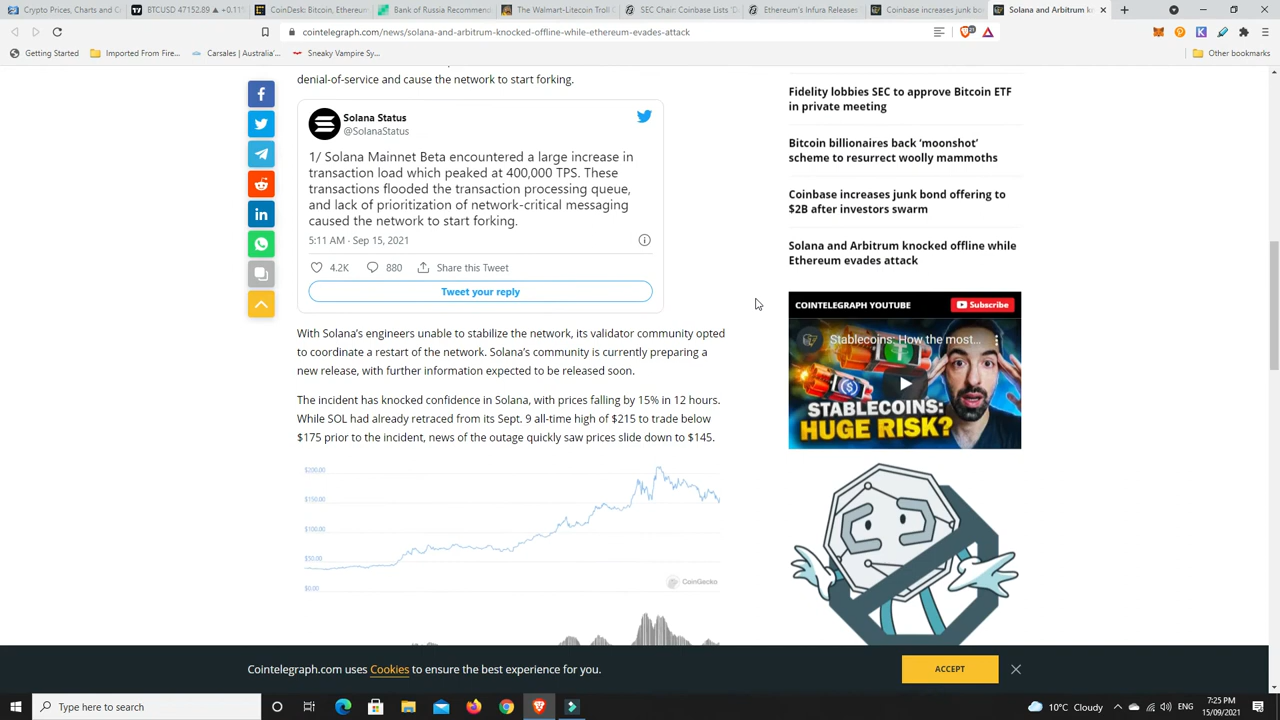 Crypto Prices, Charts and C
BTCUSD 47152.89 ▲ +0.11
CoinDesk: Bitcoin, Ethereum
Bank of Russia Recommend
The Walmart-Litecoin Troll
SEC Chain Coinbase Lists 'D
Ethereum's Infura Releases
Coinbase increases junk bon
Solana and Arbitrum kn
cointelegraph.com/news/solana-and-arbitrum-knocked-offline-while-ethereum-evades-attack
Getting Started
Imported From Fire...
Carsales | Australia'...
Sneaky Vampire Sy...
Other bookmarks
denial-of-service and cause the network to start forking.
Solana Status
@SolanaStatus
1/ Solana Mainnet Beta encountered a large increase in
transaction load which peaked at 400,000 TPS. These
transactions flooded the transaction processing queue,
and lack of prioritization of network-critical messaging
caused the network to start forking.
5:11 AM · Sep 15, 2021
4.2K
880
Share this Tweet
Tweet your reply
With Solana's engineers unable to stabilize the network, its validator community opted
to coordinate a restart of the network. Solana's community is currently preparing a
new release, with further information expected to be released soon.
The incident has knocked confidence in Solana, with prices falling by 15% in 12 hours.
While SOL had already retraced from its Sept. 9 all-time high of $215 to trade below
$175 prior to the incident, news of the outage quickly saw prices slide down to $145.
$200.00
$150.00
$100.00
$50.00
$0.00
CoinGecko
Fidelity lobbies SEC to approve Bitcoin ETF
in private meeting
Bitcoin billionaires back 'moonshot'
scheme to resurrect woolly mammoths
Coinbase increases junk bond offering to
$2B after investors swarm
Solana and Arbitrum knocked offline while
Ethereum evades attack
COINTELEGRAPH YOUTUBE
Subscribe
Stablecoins: How the most...
STABLECOINS:
HUGE RISK?
Cointelegraph.com uses Cookies to ensure the best experience for you.
ACCEPT
Type here to search
10°C Cloudy
ENG
7:25 PM
15/09/2021